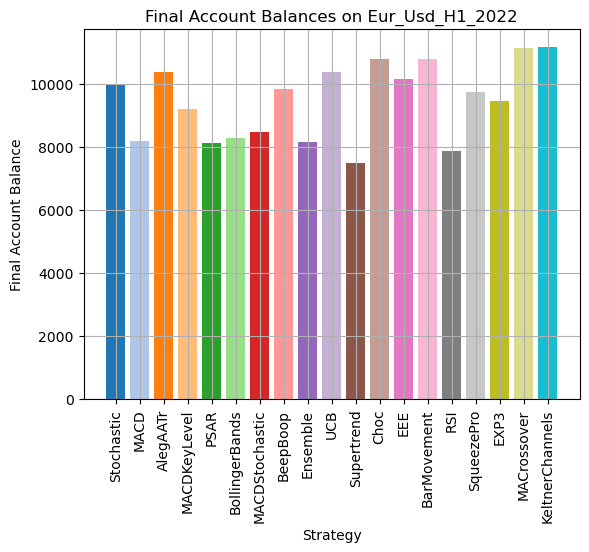 Final Account Balances on Eur_Usd_H1_2022
Final Account Balance
10000
8000
6000
4000
2000
0
Stochastic
MACD
AlegAATr
MACDKeyLevel
PSAR
BollingerBands
MACDStochastic
BeepBoop
Ensemble
UCB
Supertrend
Choc
EEE
BarMovement
RSI
SqueezePro
EXP3
MACrossover
KeltnerChannels
Strategy